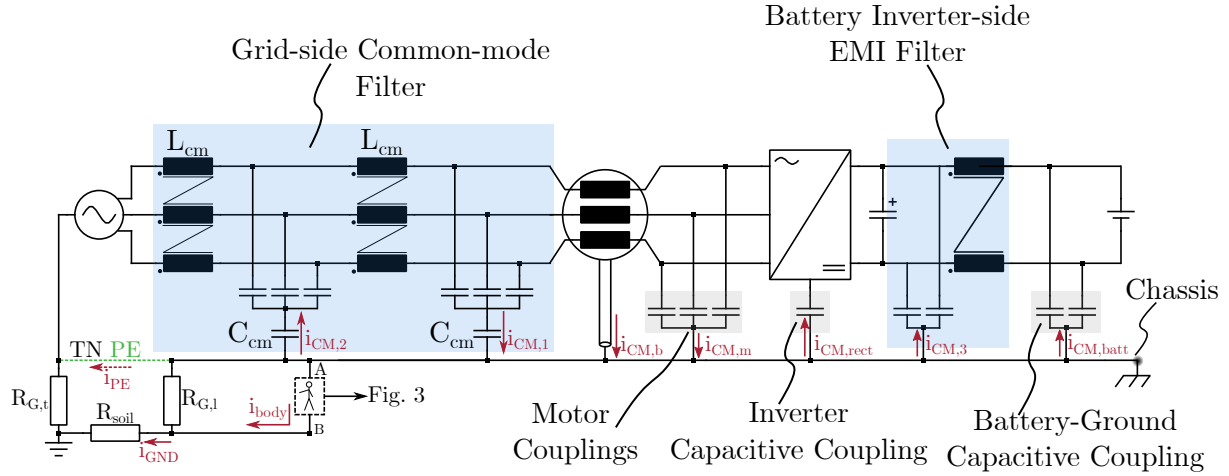 Grid-side Common-mode
Filter
Battery Inverter-side
EMI Filter
L_cm
L_cm
+
C_cm
i_CM,2
C_cm
i_CM,1
i_CM,b
i_CM,m
i_CM,rect
i_CM,3
i_CM,batt
Chassis
TN PE
i_PE
R_G,t
R_soil
R_G,l
i_GND
i_body
A
B
Fig. 3
Motor
Couplings
Inverter
Capacitive Coupling
Battery-Ground
Capacitive Coupling